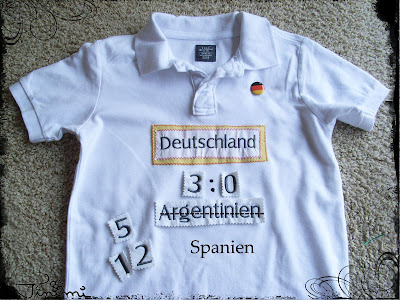 Deutschland
3:0
Argentinien
5
12
Spanien